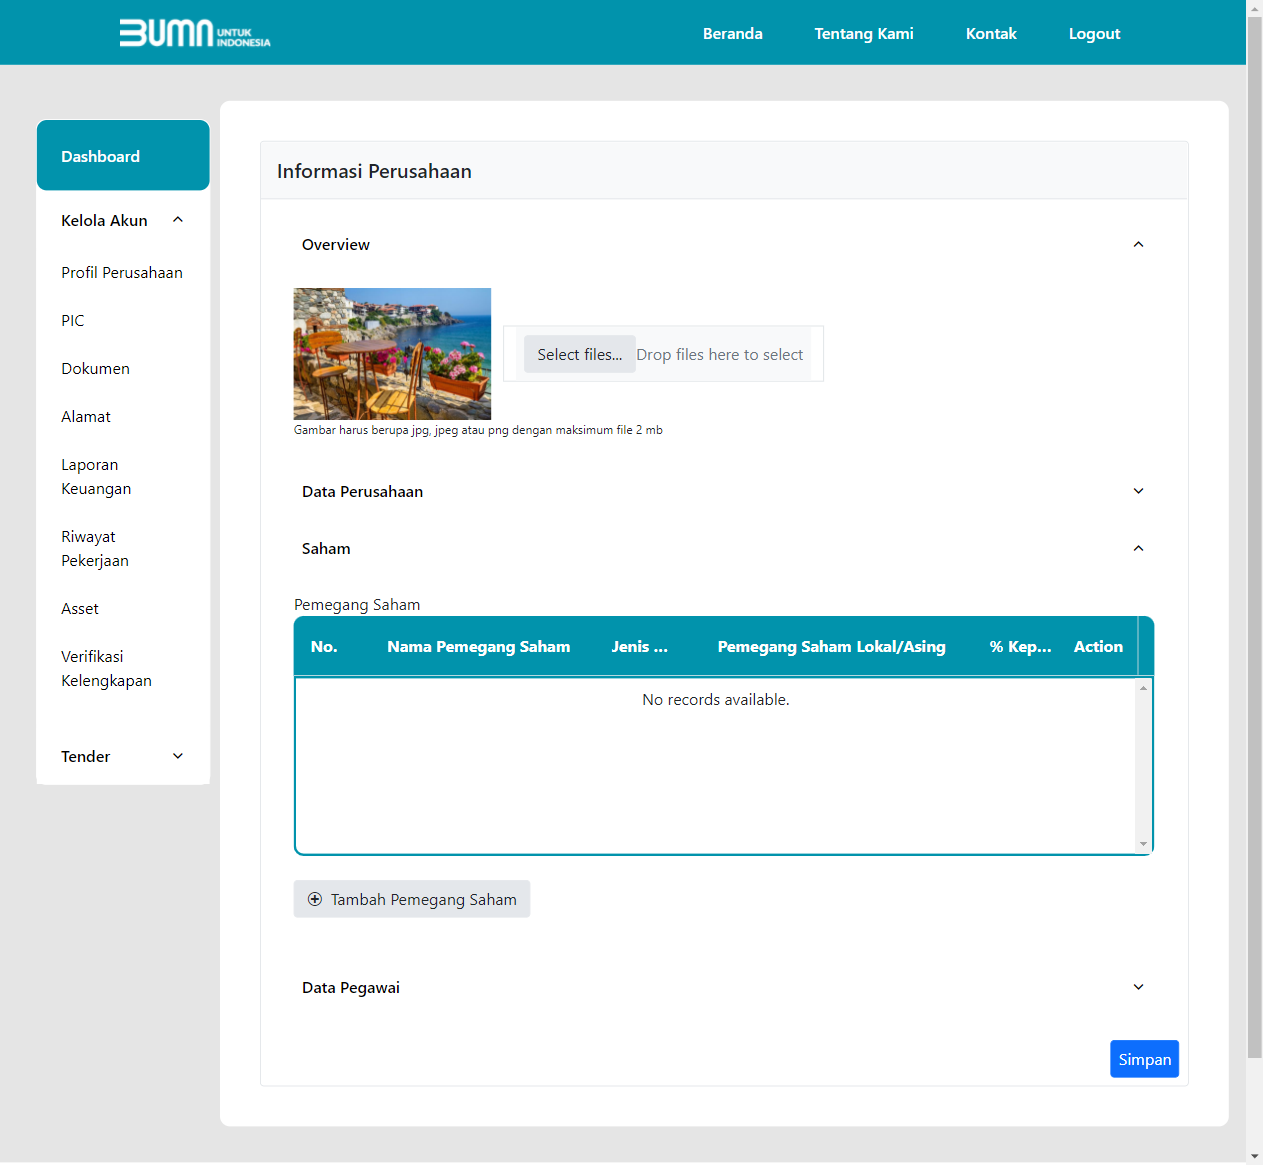 BUMN UNTUK INDONESIA
Beranda
Tentang Kami
Kontak
Logout
Dashboard
Kelola Akun
Profil Perusahaan
PIC
Dokumen
Alamat
Laporan
Keuangan
Riwayat
Pekerjaan
Asset
Verifikasi
Kelengkapan
Tender
Informasi Perusahaan
Overview
Select files... Drop files here to select
Gambar harus berupa jpg, jpeg atau png dengan maksimum file 2 mb
Data Perusahaan
Saham
Pemegang Saham
No. Nama Pemegang Saham Jenis ... Pemegang Saham Lokal/Asing % Kep... Action
No records available.
Tambah Pemegang Saham
Data Pegawai
Simpan